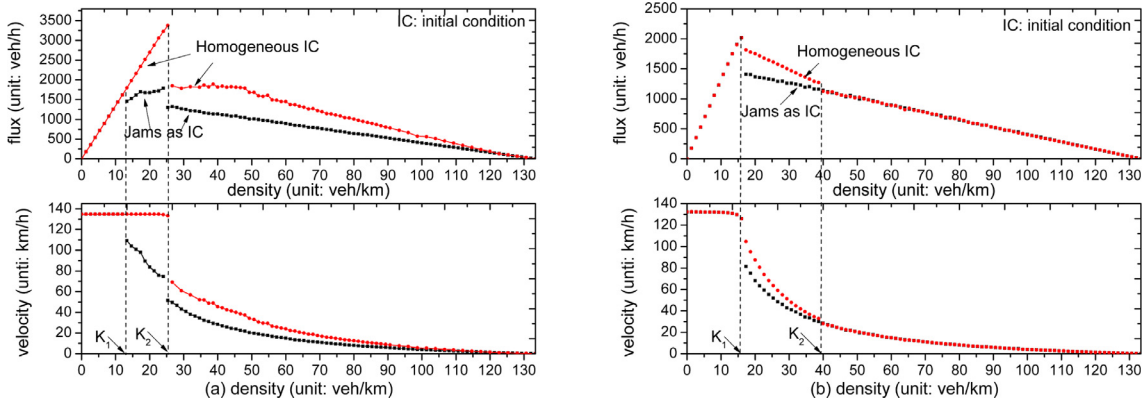 IC: initial condition
Homogeneous IC
Jams as IC
flux (unit: veh/h)
3500
3000
2500
2000
1500
1000
500
0
0 10 20 30 40 50 60 70 80 90 100 110 120 130
density (unit: veh/km)
velocity (unti: km/h)
140
120
100
80
60
40
20
0
K1
K2
0 10 20 30 40 50 60 70 80 90 100 110 120 130
(a) density (unit: veh/km)
IC: initial condition
Homogeneous IC
Jams as IC
flux (unit: veh/h)
2500
2000
1500
1000
500
0
0 10 20 30 40 50 60 70 80 90 100 110 120 130
density (unit: veh/km)
velocity (unit: km/h)
140
120
100
80
60
40
20
0
K1
K2
0 10 20 30 40 50 60 70 80 90 100 110 120 130
(b) density (unit: veh/km)